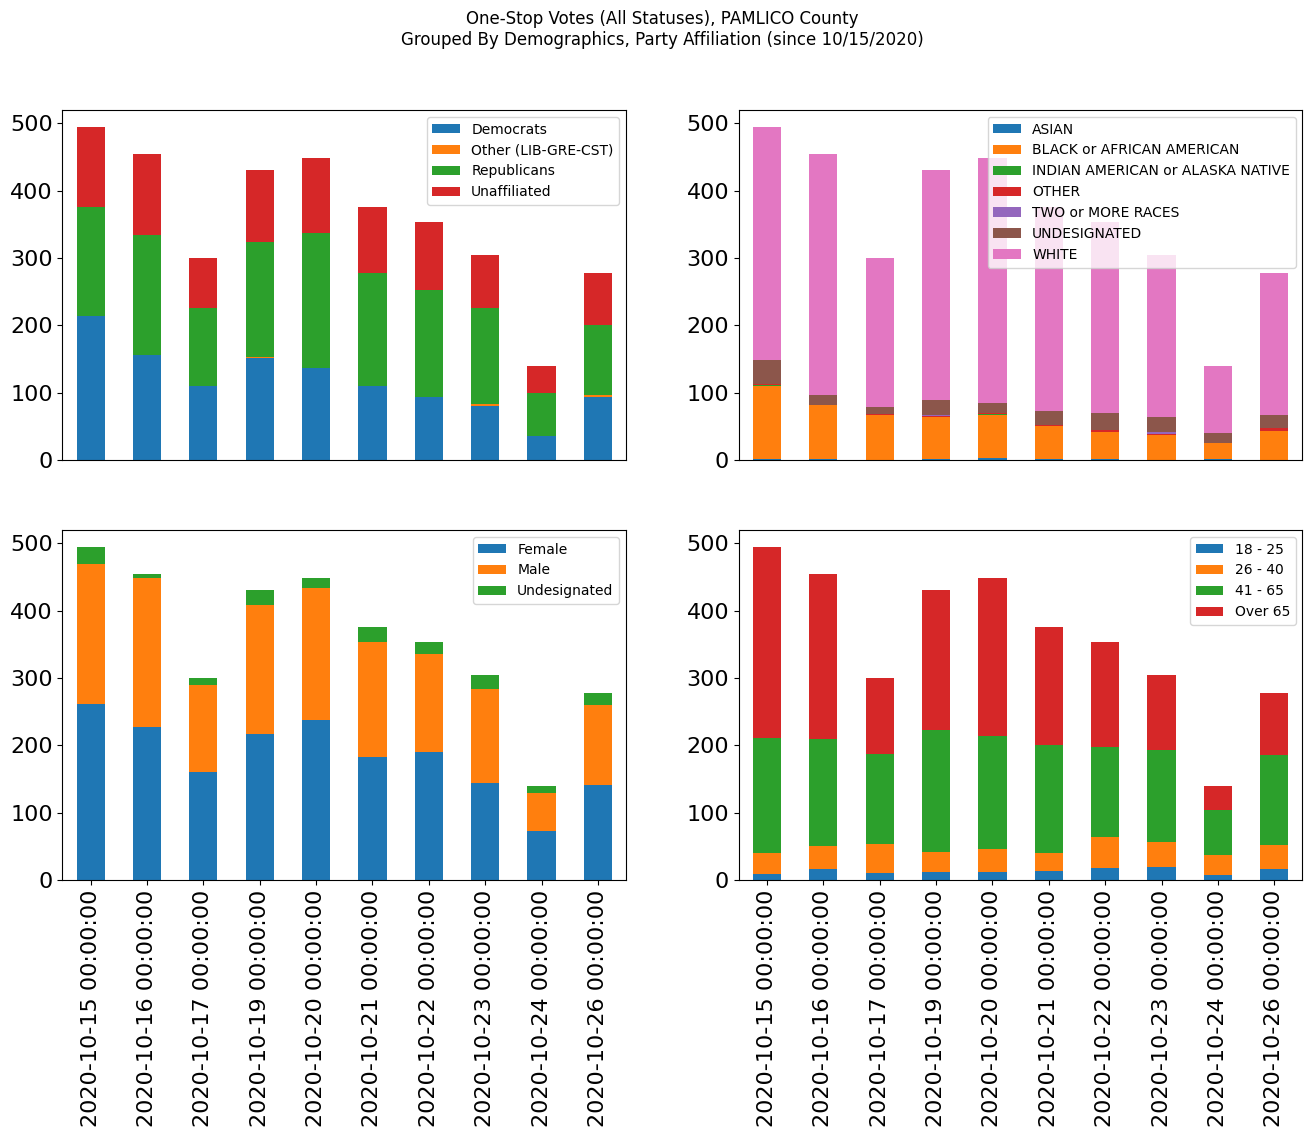 One-Stop Votes (All Statuses), PAMLICO County
Grouped By Demographics, Party Affiliation (since 10/15/2020)
500
400
300
200
100
0
Democrats
Other (LIB-GRE-CST)
Republicans
Unaffiliated
500
400
300
200
100
0
ASIAN
BLACK or AFRICAN AMERICAN
INDIAN AMERICAN or ALASKA NATIVE
OTHER
TWO or MORE RACES
UNDESIGNATED
WHITE
500
400
300
200
100
0
Female
Male
Undesignated
2020-10-15 00:00:00
2020-10-16 00:00:00
2020-10-17 00:00:00
2020-10-19 00:00:00
2020-10-20 00:00:00
2020-10-21 00:00:00
2020-10-22 00:00:00
2020-10-23 00:00:00
2020-10-24 00:00:00
2020-10-26 00:00:00
500
400
300
200
100
0
18 - 25
26 - 40
41 - 65
Over 65
2020-10-15 00:00:00
2020-10-16 00:00:00
2020-10-17 00:00:00
2020-10-19 00:00:00
2020-10-20 00:00:00
2020-10-21 00:00:00
2020-10-22 00:00:00
2020-10-23 00:00:00
2020-10-24 00:00:00
2020-10-26 00:00:00